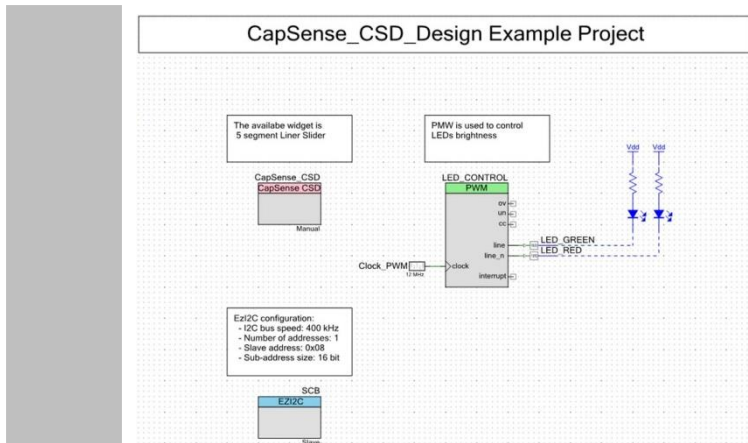 CapSense_CSD_Design Example Project
The availabe widget is
5 segment Liner Slider
PMW is used to control
LEDs brightness
CapSense_CSD
CapSense CSD
Manual
LED_CONTROL
PWM
ov
un
cc
line
line_n
interrupt
clock
Clock_PWM
12 MHz
LED_GREEN
LED_RED
Vdd
Vdd
EzI2C configuration:
- I2C bus speed: 400 kHz
- Number of addresses: 1
- Slave address: 0x08
- Sub-address size: 16 bit
SCB
EZI2C
Slave